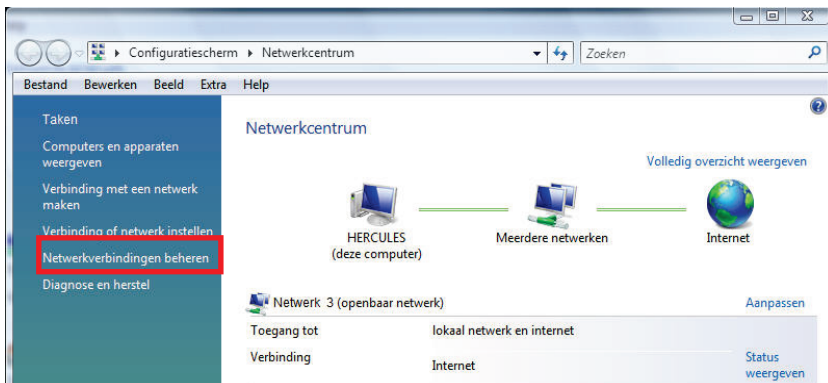 Configuratiescherm ▸ Netwerkcentrum
Zoeken
Bestand Bewerken Beeld Extra Help
Taken
Computers en apparaten
weergeven
Verbinding met een netwerk
maken
Verbinding of netwerk instellen
Netwerkverbindingen beheren
Diagnose en herstel
Netwerkcentrum
Volledig overzicht weergeven
HERCULES
(deze computer)
Meerdere netwerken
Internet
Netwerk 3 (openbaar netwerk)
Aanpassen
Toegang tot
lokaal netwerk en internet
Verbinding
Internet
Status
weergeven